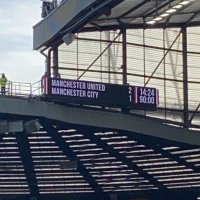 MANCHESTER UNITED 2 14:24
MANCHESTER CITY 1 90:00